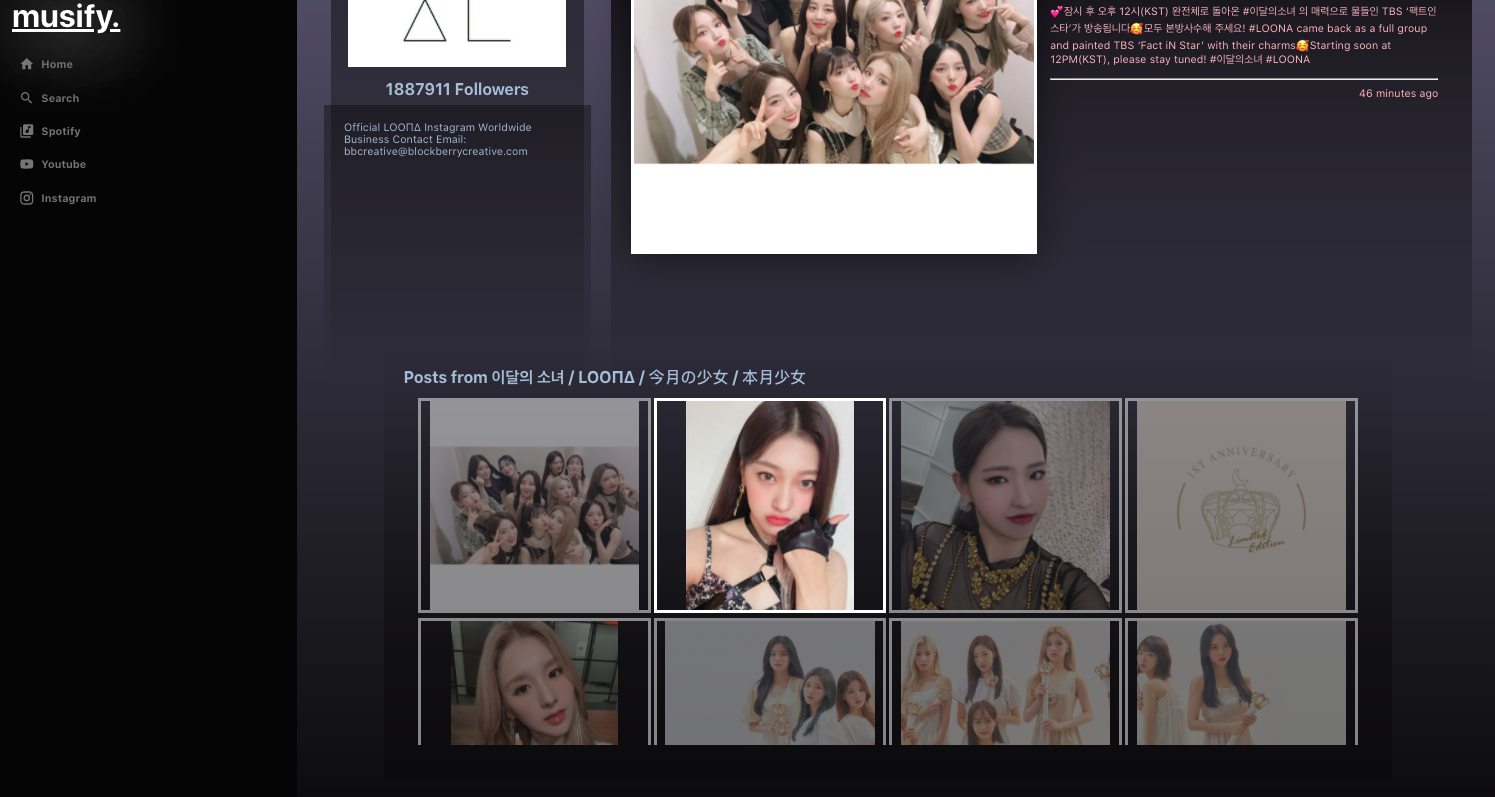 musify.
Home
Search
Spotify
Youtube
Instagram
1887911 Followers
Official LOOΠΔ Instagram Worldwide
Business Contact Email:
bbcreative@blockberrycreative.com
💕잠시 후 오후 12시(KST) 완전체로 돌아온 #이달의소녀 의 매력으로 물들인 TBS ‘팩트인
스타’가 방송됩니다🥰모두 본방사수해 주세요! #LOONA came back as a full group
and painted TBS ‘Fact iN Star’ with their charms🥰Starting soon at
12PM(KST), please stay tuned! #이달의소녀 #LOONA
46 minutes ago
Posts from 이달의 소녀 / LOOΠΔ / 今月の少女 / 本月少女
1ST ANNIVERSARY
Limited
Edition